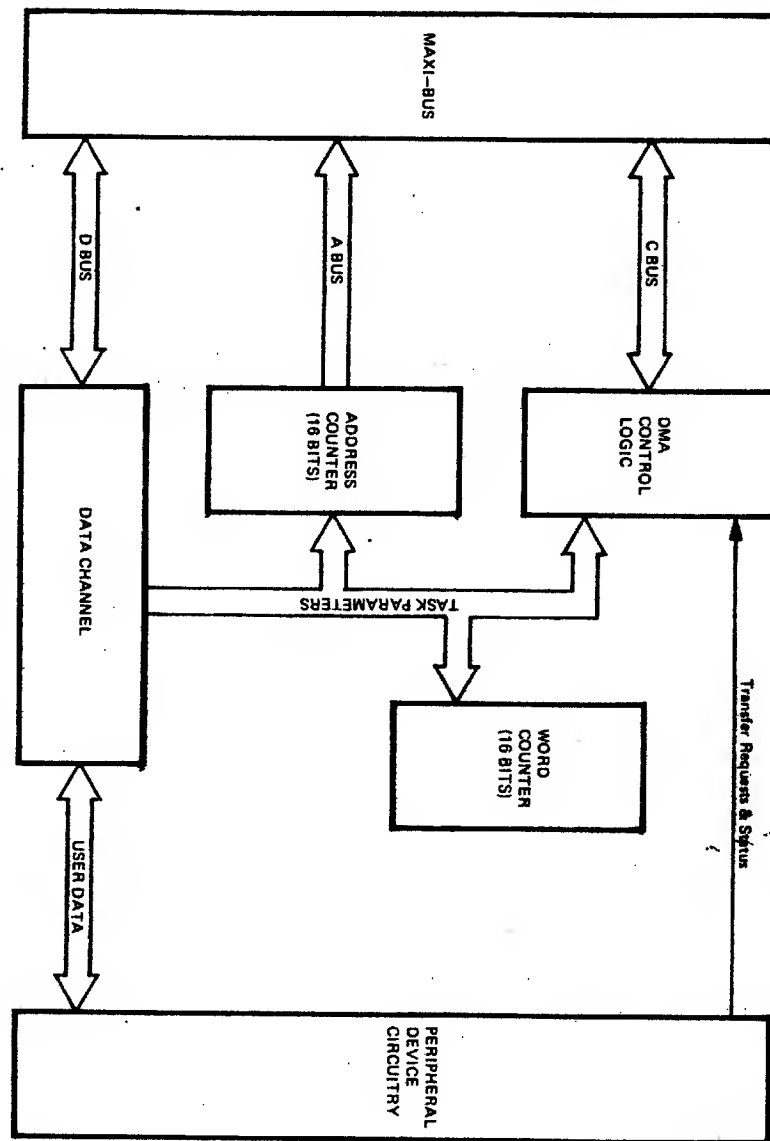 MAXI-BUS
D BUS
A BUS
C BUS
DATA CHANNEL
ADDRESS
COUNTER
(16 BITS)
DMA
CONTROL
LOGIC
TASK PARAMETERS
WORD
COUNTER
(16 BITS)
Transfer Requests & Status
USER DATA
PERIPHERAL
DEVICE
CIRCUITRY